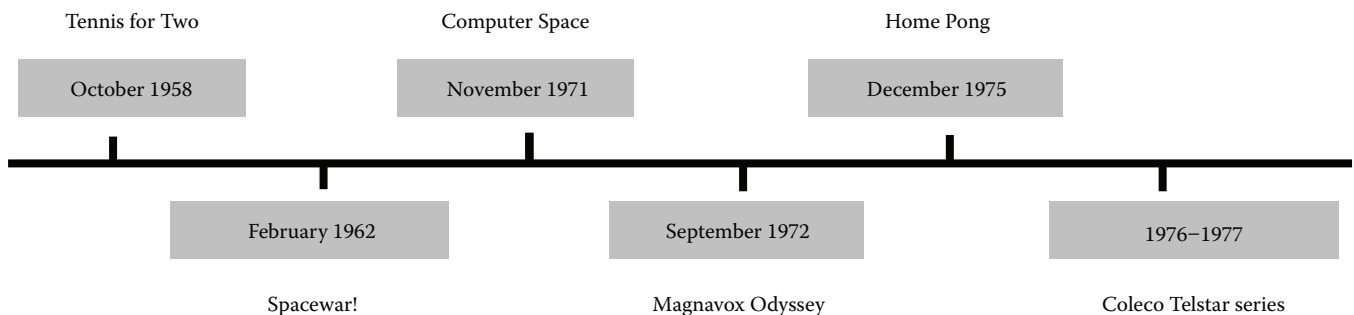 Tennis for Two
Computer Space
Home Pong
October 1958
November 1971
December 1975
February 1962
September 1972
1976–1977
Spacewar!
Magnavox Odyssey
Coleco Telstar series